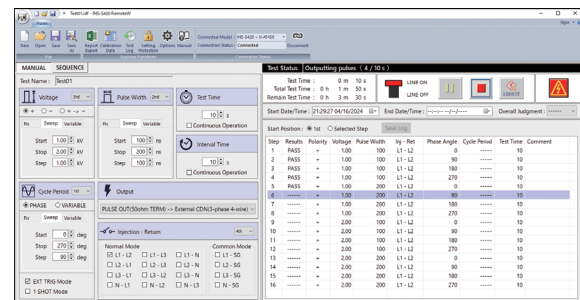 Test01.idf - INS-S420 RemoteW
Home
Style
New Open Save Save As Report Export Calibration Date Test Log Setting Protection Options Manual
Connected Model : INS-S420 + U-AT420
Connection Status : Connected
Disconnect
File Auxiliary Functions Connection Status
MANUAL SEQUENCE
Test Name : Test01
Voltage 3rd
+ - + -> - - -> +
Fix Sweep Variable
Start 1.00 kV
Stop 2.00 kV
Step 1.00 kV
Pulse Width 2nd
Fix Sweep Variable
Start 100 ns
Stop 200 ns
Step 100 ns
Test Time
10 s
Continuous Operation
Interval Time
10 s
Continuous Operation
Cycle Period 1st
PHASE VARIABLE
Fix Sweep Variable
Start 0 deg
Stop 270 deg
Step 90 deg
EXT TRIG Mode
1 SHOT Mode
Output
PULSE OUT(50ohm TERM) -> External CDN(3-phase 4-wire)
Injection - Return 4th
Normal Mode Common Mode
L1 - L2 L1 - L3 L1 - N L1 - SG
L2 - L1 L2 - L3 L2 - N L2 - SG
L3 - L1 L3 - L2 L3 - N L3 - SG
N - L1 N - L2 N - L3 N - SG
Test Status Outputting pulses ( 4 / 10 s )
Test Time : 0 m 10 s
Total Test Time : 0 h 1 m 50 s
Remain Test Time : 0 h 3 m 30 s
LINE ON
LINE OFF
1SHOT
Start Date/Time : 21:29:27 04/16/2024 End Date/Time : --:--:-- --/--/---- Overall Judgment : ------
Start Position : 1st Selected Step Save Log
Step Results Polarity Voltage Pulse Width Inj - Ret Phase Angle Cycle Period Test Time Comment
1 PASS + 1.00 100 L1 - L2 0 ----- 10
2 PASS + 1.00 100 L1 - L2 90 ----- 10
3 PASS + 1.00 100 L1 - L2 180 ----- 10
4 PASS + 1.00 100 L1 - L2 270 ----- 10
5 PASS + 1.00 200 L1 - L2 0 ----- 10
6 ------ + 1.00 200 L1 - L2 90 ----- 10
7 ------ + 1.00 200 L1 - L2 180 ----- 10
8 ------ + 1.00 200 L1 - L2 270 ----- 10
9 ------ + 2.00 100 L1 - L2 0 ----- 10
10 ------ + 2.00 100 L1 - L2 90 ----- 10
11 ------ + 2.00 100 L1 - L2 180 ----- 10
12 ------ + 2.00 100 L1 - L2 270 ----- 10
13 ------ + 2.00 200 L1 - L2 0 ----- 10
14 ------ + 2.00 200 L1 - L2 90 ----- 10
15 ------ + 2.00 200 L1 - L2 180 ----- 10
16 ------ + 2.00 200 L1 - L2 270 ----- 10